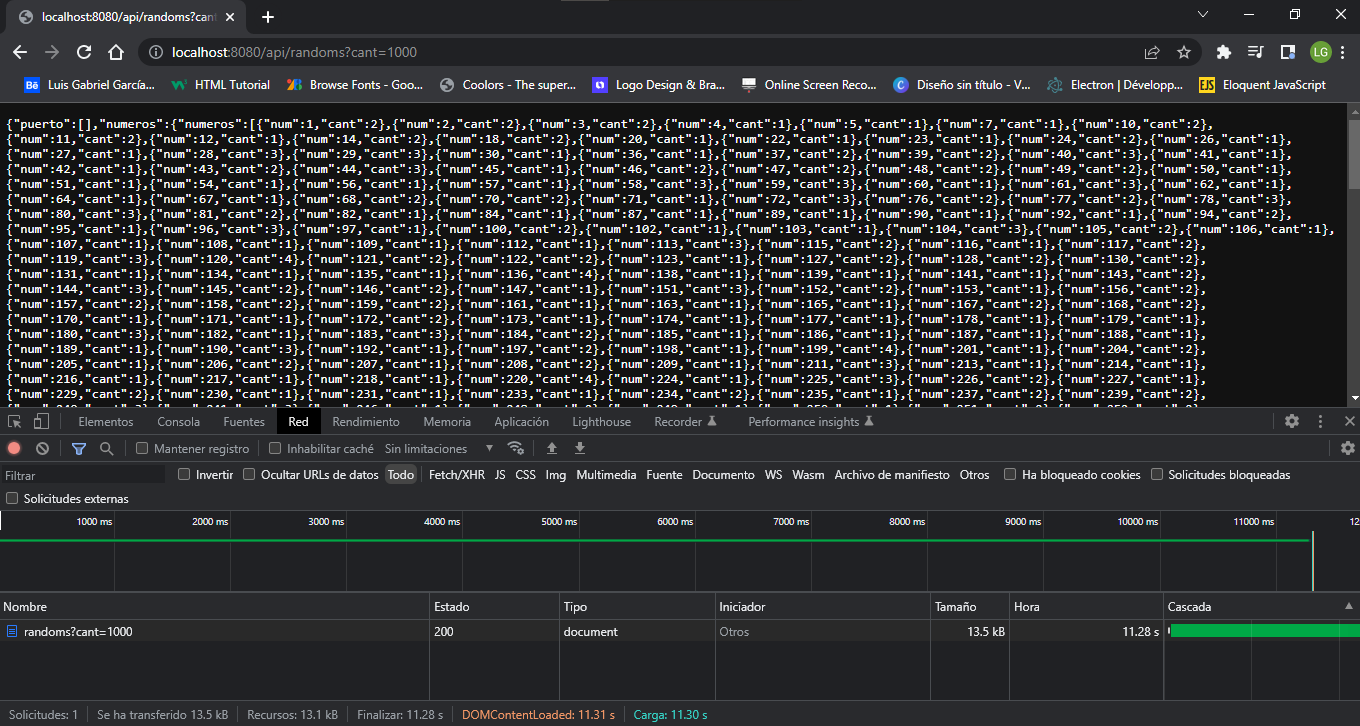 localhost:8080/api/randoms?cant
localhost:8080/api/randoms?cant=1000
LG
Bē Luis Gabriel García... HTML Tutorial Browse Fonts - Goo... Coolors - The super... Logo Design & Bra... Online Screen Reco... C Diseño sin título - V... Electron | Développ... EJS Eloquent JavaScript
{"puerto":[],"numeros":{"numeros":[{"num":1,"cant":2},{"num":2,"cant":2},{"num":3,"cant":2},{"num":4,"cant":1},{"num":5,"cant":1},{"num":7,"cant":1},{"num":10,"cant":2},
{"num":11,"cant":2},{"num":12,"cant":1},{"num":14,"cant":2},{"num":18,"cant":2},{"num":20,"cant":1},{"num":22,"cant":1},{"num":23,"cant":1},{"num":24,"cant":2},{"num":26,"cant":1},
{"num":27,"cant":1},{"num":28,"cant":3},{"num":29,"cant":3},{"num":30,"cant":1},{"num":36,"cant":1},{"num":37,"cant":2},{"num":39,"cant":2},{"num":40,"cant":3},{"num":41,"cant":1},
{"num":42,"cant":1},{"num":43,"cant":2},{"num":44,"cant":3},{"num":45,"cant":1},{"num":46,"cant":2},{"num":47,"cant":2},{"num":48,"cant":2},{"num":49,"cant":2},{"num":50,"cant":1},
{"num":51,"cant":1},{"num":54,"cant":1},{"num":56,"cant":1},{"num":57,"cant":1},{"num":58,"cant":3},{"num":59,"cant":3},{"num":60,"cant":1},{"num":61,"cant":3},{"num":62,"cant":1},
{"num":64,"cant":1},{"num":67,"cant":1},{"num":68,"cant":2},{"num":70,"cant":2},{"num":71,"cant":1},{"num":72,"cant":3},{"num":76,"cant":2},{"num":77,"cant":2},{"num":78,"cant":3},
{"num":80,"cant":3},{"num":81,"cant":2},{"num":82,"cant":1},{"num":84,"cant":1},{"num":87,"cant":1},{"num":89,"cant":1},{"num":90,"cant":1},{"num":92,"cant":1},{"num":94,"cant":2},
{"num":95,"cant":1},{"num":96,"cant":3},{"num":97,"cant":1},{"num":100,"cant":2},{"num":102,"cant":1},{"num":103,"cant":1},{"num":104,"cant":3},{"num":105,"cant":2},{"num":106,"cant":1},
{"num":107,"cant":1},{"num":108,"cant":1},{"num":109,"cant":1},{"num":112,"cant":1},{"num":113,"cant":3},{"num":115,"cant":2},{"num":116,"cant":1},{"num":117,"cant":2},
{"num":119,"cant":3},{"num":120,"cant":4},{"num":121,"cant":2},{"num":122,"cant":2},{"num":123,"cant":1},{"num":127,"cant":2},{"num":128,"cant":2},{"num":130,"cant":2},
{"num":131,"cant":1},{"num":134,"cant":1},{"num":135,"cant":1},{"num":136,"cant":4},{"num":138,"cant":1},{"num":139,"cant":1},{"num":141,"cant":1},{"num":143,"cant":2},
{"num":144,"cant":3},{"num":145,"cant":2},{"num":146,"cant":2},{"num":147,"cant":1},{"num":151,"cant":3},{"num":152,"cant":2},{"num":153,"cant":1},{"num":156,"cant":2},
{"num":157,"cant":2},{"num":158,"cant":2},{"num":159,"cant":2},{"num":161,"cant":1},{"num":163,"cant":1},{"num":165,"cant":1},{"num":167,"cant":2},{"num":168,"cant":2},
{"num":170,"cant":1},{"num":171,"cant":1},{"num":172,"cant":2},{"num":173,"cant":1},{"num":174,"cant":1},{"num":177,"cant":1},{"num":178,"cant":1},{"num":179,"cant":1},
{"num":180,"cant":3},{"num":182,"cant":1},{"num":183,"cant":3},{"num":184,"cant":2},{"num":185,"cant":1},{"num":186,"cant":1},{"num":187,"cant":1},{"num":188,"cant":1},
{"num":189,"cant":1},{"num":190,"cant":3},{"num":192,"cant":1},{"num":197,"cant":2},{"num":198,"cant":1},{"num":199,"cant":4},{"num":201,"cant":1},{"num":204,"cant":2},
{"num":205,"cant":1},{"num":206,"cant":2},{"num":207,"cant":1},{"num":208,"cant":2},{"num":209,"cant":1},{"num":211,"cant":3},{"num":213,"cant":1},{"num":214,"cant":1},
{"num":216,"cant":1},{"num":217,"cant":1},{"num":218,"cant":1},{"num":220,"cant":4},{"num":224,"cant":1},{"num":225,"cant":3},{"num":226,"cant":2},{"num":227,"cant":1},
{"num":229,"cant":2},{"num":230,"cant":1},{"num":231,"cant":1},{"num":233,"cant":1},{"num":234,"cant":2},{"num":235,"cant":1},{"num":237,"cant":2},{"num":239,"cant":2},
Elementos Consola Fuentes Red Rendimiento Memoria Aplicación Lighthouse Recorder Performance insights
Mantener registro Inhabilitar caché Sin limitaciones
Filtrar Invertir Ocultar URLs de datos Todo Fetch/XHR JS CSS Img Multimedia Fuente Documento WS Wasm Archivo de manifiesto Otros Ha bloqueado cookies Solicitudes bloqueadas
Solicitudes externas
1000 ms 2000 ms 3000 ms 4000 ms 5000 ms 6000 ms 7000 ms 8000 ms 9000 ms 10000 ms 11000 ms 12
Nombre Estado Tipo Iniciador Tamaño Hora Cascada
randoms?cant=1000 200 document Otros 13.5 kB 11.28 s
Solicitudes: 1 Se ha transferido 13.5 kB Recursos: 13.1 kB Finalizar: 11.28 s DOMContentLoaded: 11.31 s Carga: 11.30 s